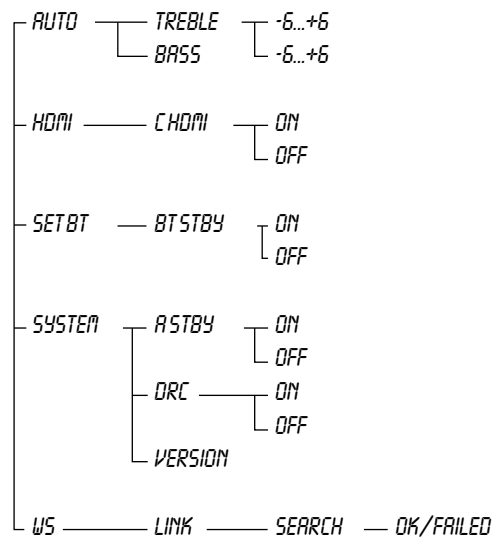 AUTO TREBLE -6...+6
BASS -6...+6
HDMI C HDMI ON
OFF
SET BT BT STBY ON
OFF
SYSTEM A STBY ON
OFF
DRC ON
OFF
VERSION
WS LINK SEARCH OK/FAILED